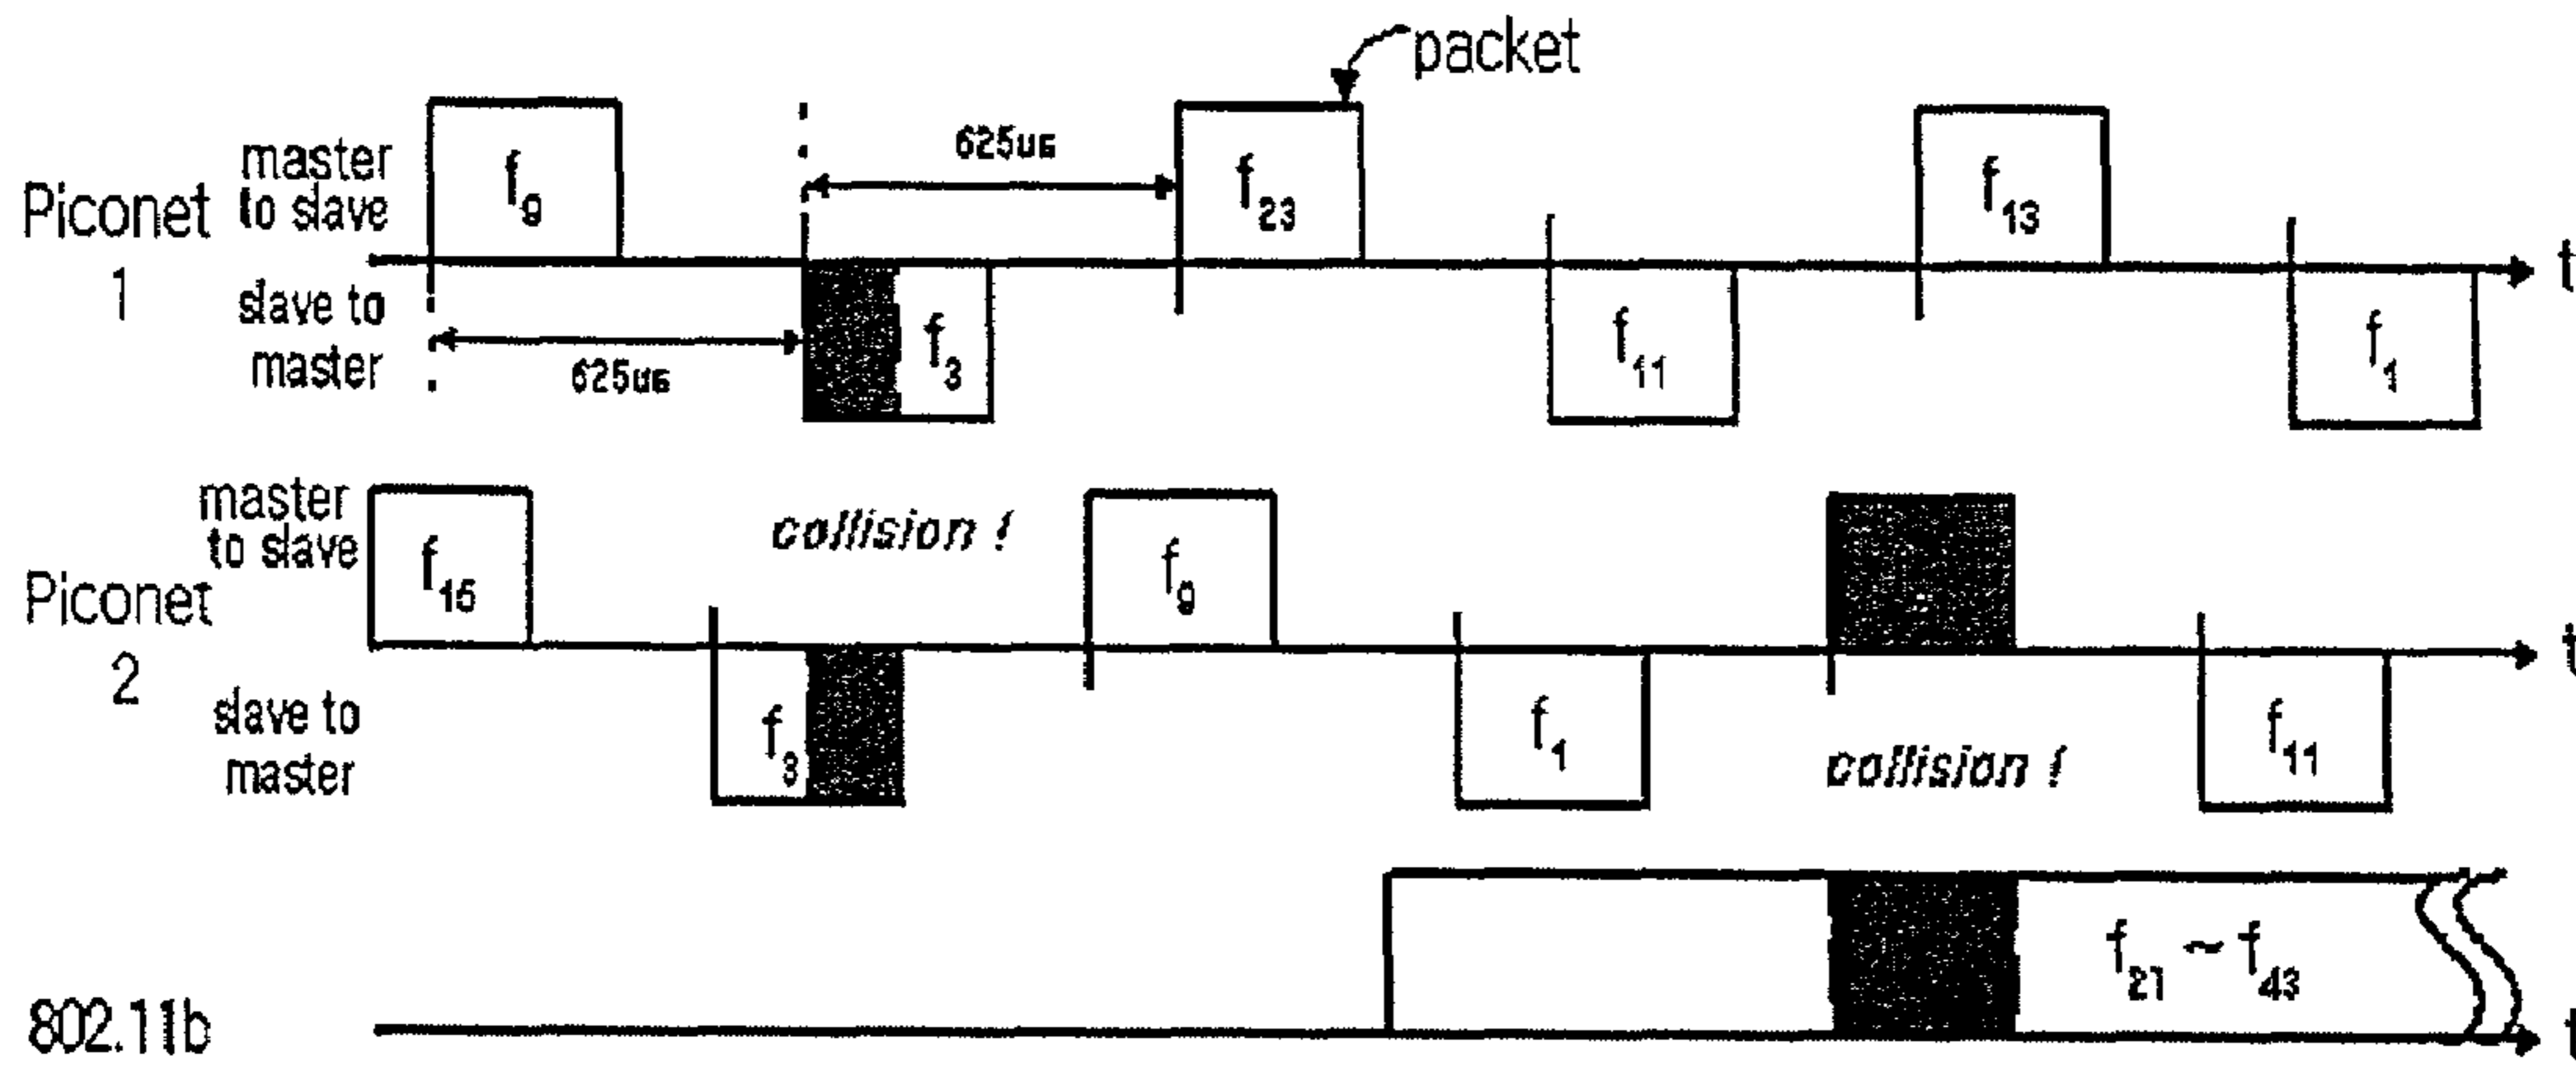 packet
master
to slave
Piconet
1
slave to
master
f9
625us
f23
f13
t
625us
f3
f11
f1
master
to slave
Piconet
2
slave to
master
f15
collision !
f9
t
f3
f1
collision !
f11
802.11b
f21 ~ f43
t